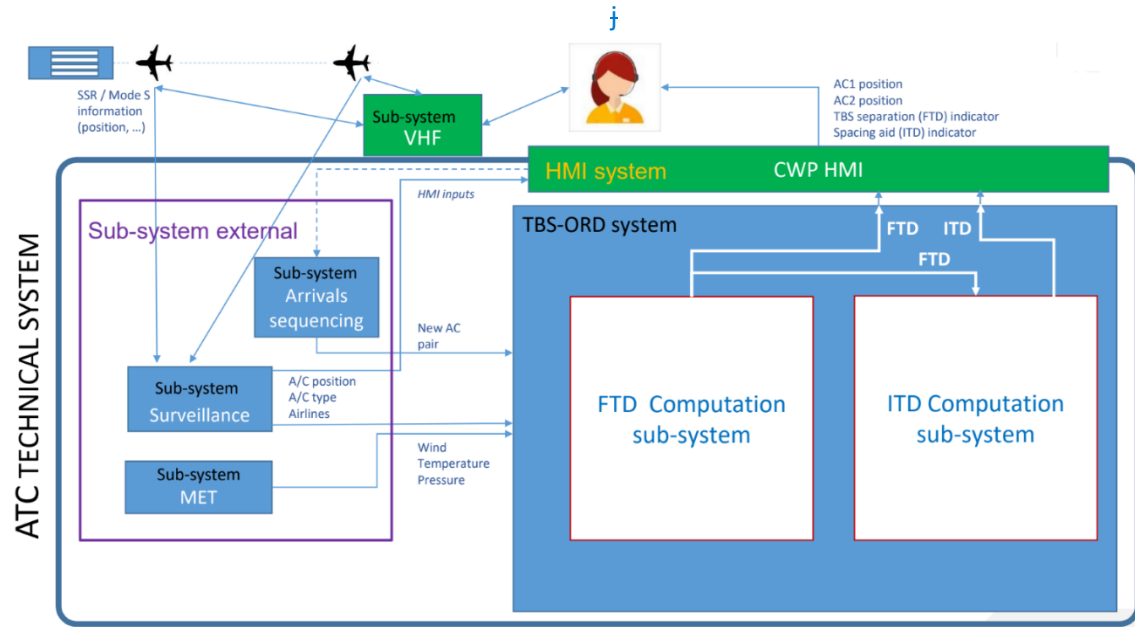 ɉ
SSR / Mode S
information
(position, ...)
Sub-system
VHF
AC1 position
AC2 position
TBS separation (FTD) indicator
Spacing aid (ITD) indicator
ATC TECHNICAL SYSTEM
HMI system
CWP HMI
HMI inputs
Sub-system external
TBS-ORD system
FTD
ITD
FTD
Sub-system
Arrivals
sequencing
New AC
pair
Sub-system
Surveillance
A/C position
A/C type
Airlines
FTD Computation
sub-system
ITD Computation
sub-system
Wind
Temperature
Pressure
Sub-system
MET